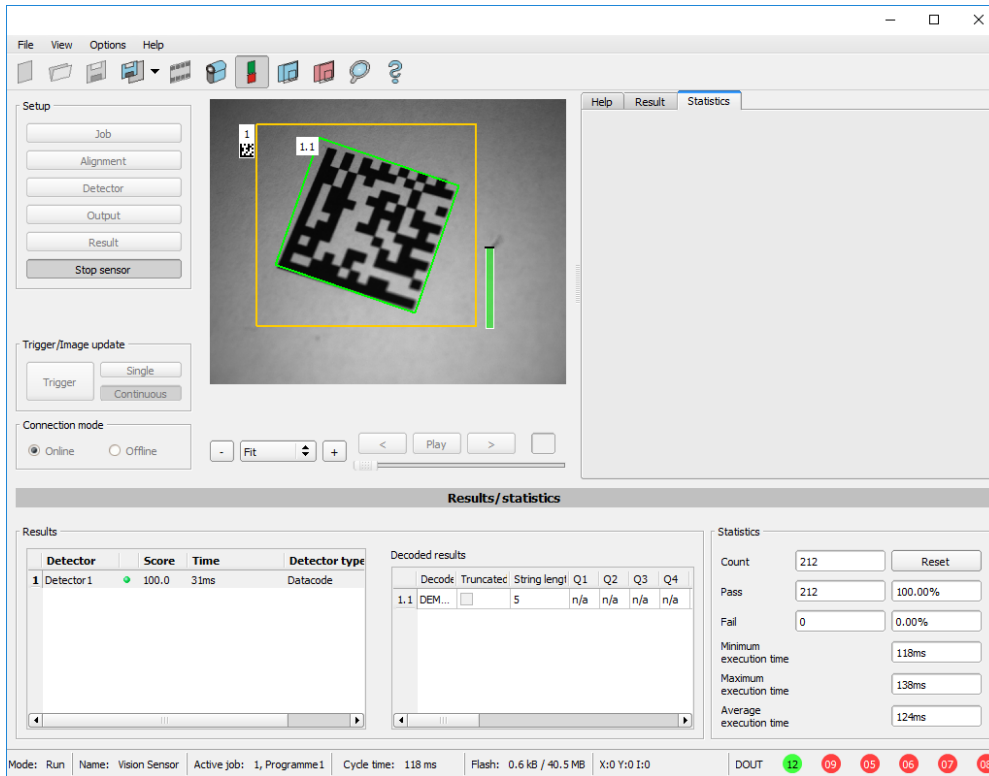 File View Options Help
Setup
Job
Alignment
Detector
Output
Result
Stop sensor
Trigger/Image update
Trigger
Single
Continuous
Connection mode
Online Offline
1
1.1
- Fit + < Play >
Help Result Statistics
Results/statistics
Results
Detector Score Time Detector type
1 Detector1 100.0 31ms Datacode
Decoded results
Decode Truncated String lengt Q1 Q2 Q3 Q4
1.1 DEM... 5 n/a n/a n/a n/a
Statistics
Count 212 Reset
Pass 212 100.00%
Fail 0 0.00%
Minimum
execution time 118ms
Maximum
execution time 138ms
Average
execution time 124ms
Mode: Run Name: Vision Sensor Active job: 1, Programme1 Cycle time: 118 ms Flash: 0.6 kB / 40.5 MB X:0 Y:0 I:0 DOUT 12 09 05 06 07 08